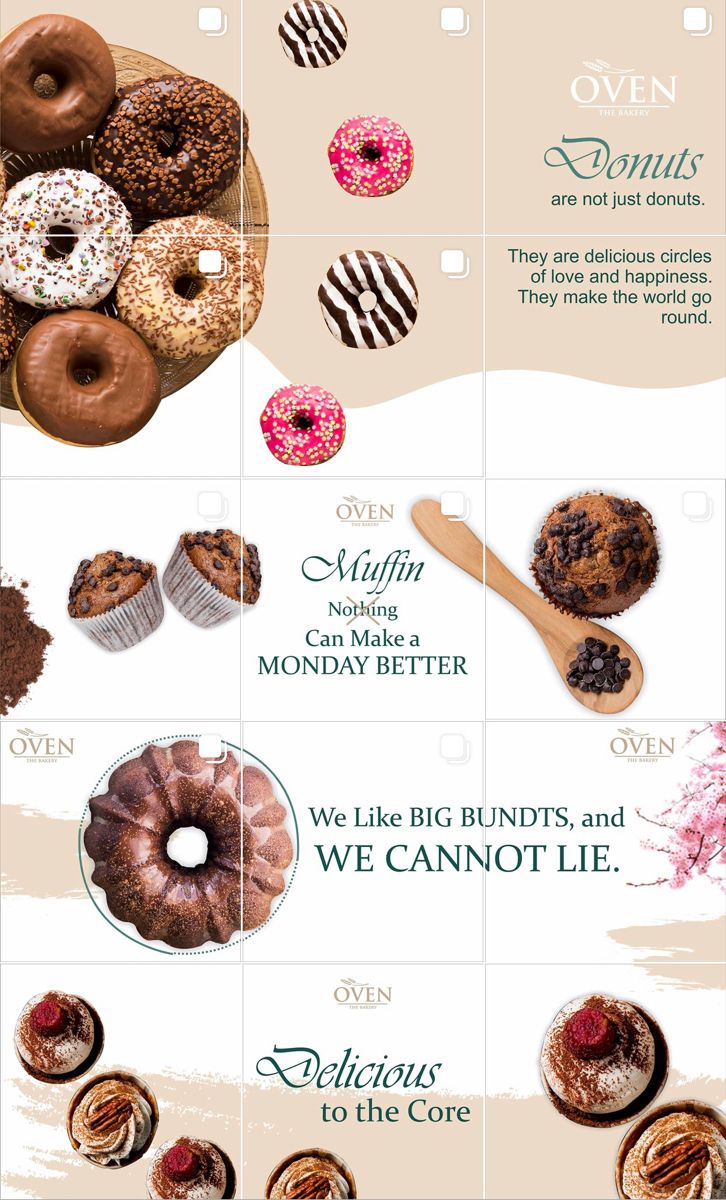 OVEN
THE BAKERY
Donuts
are not just donuts.
They are delicious circles
of love and happiness.
They make the world go
round.
OVEN
THE BAKERY
Muffin
Nothing
Can Make a
MONDAY BETTER
OVEN
THE BAKERY
OVEN
THE BAKERY
We Like BIG BUNDTS, and
WE CANNOT LIE.
OVEN
THE BAKERY
Delicious
to the Core